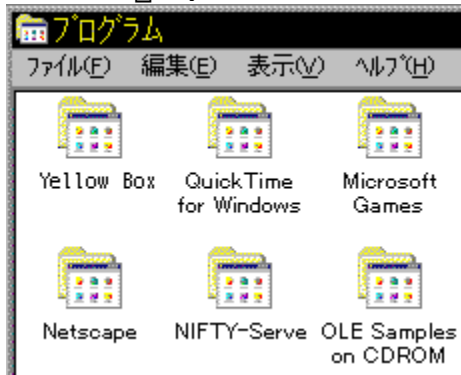 プログラム
ファイル(F) 編集(E) 表示(V) ヘルプ(H)
Yellow Box
QuickTime
for Windows
Microsoft
Games
Netscape
NIFTY-Serve
OLE Samples
on CDROM